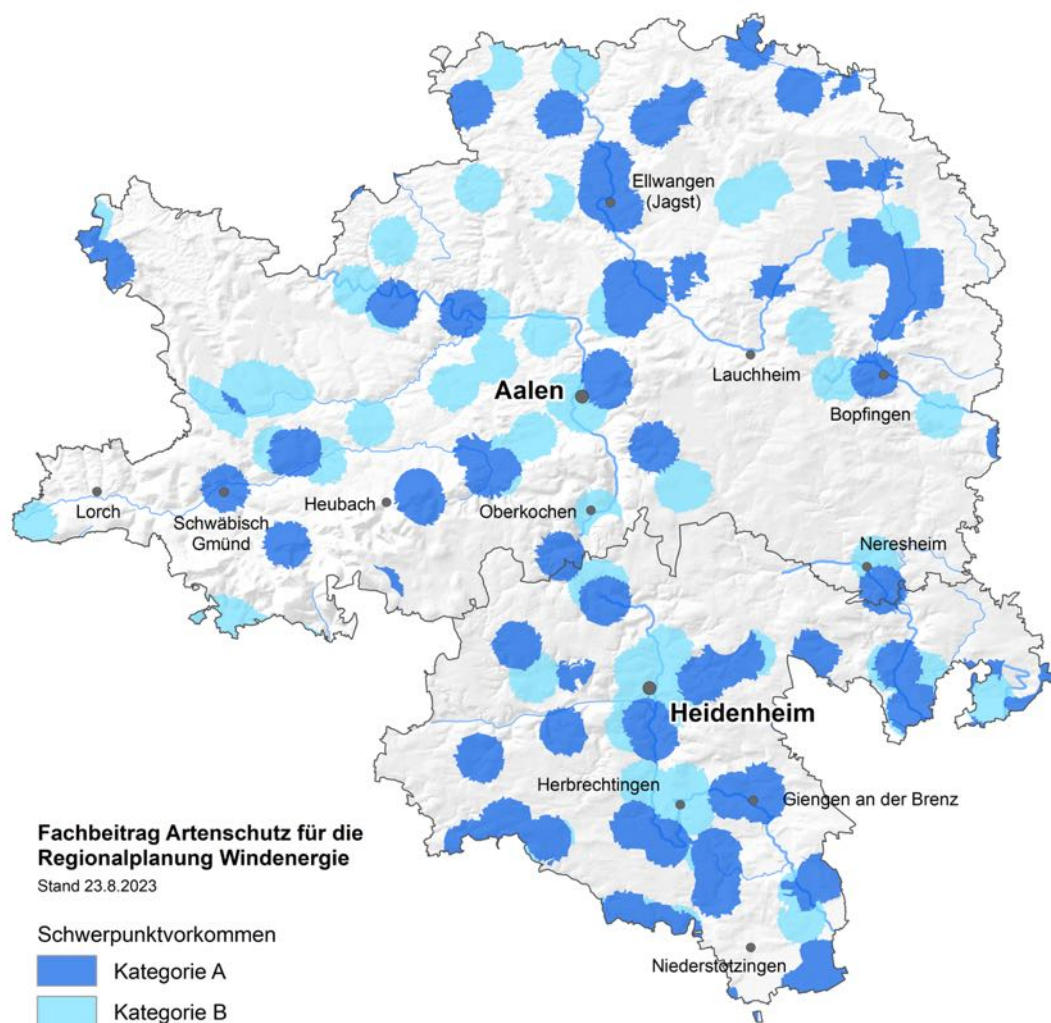 Ellwangen
(Jagst)
Lauchheim
Aalen
Bopfingen
Lorch
Schwäbisch
Gmünd
Heubach
Oberkochen
Neresheim
Heidenheim
Herbrechtingen
Giengen an der Brenz
Niederstotzingen
Fachbeitrag Artenschutz für die
Regionalplanung Windenergie
Stand 23.8.2023
Schwerpunktvorkommen
Kategorie A
Kategorie B